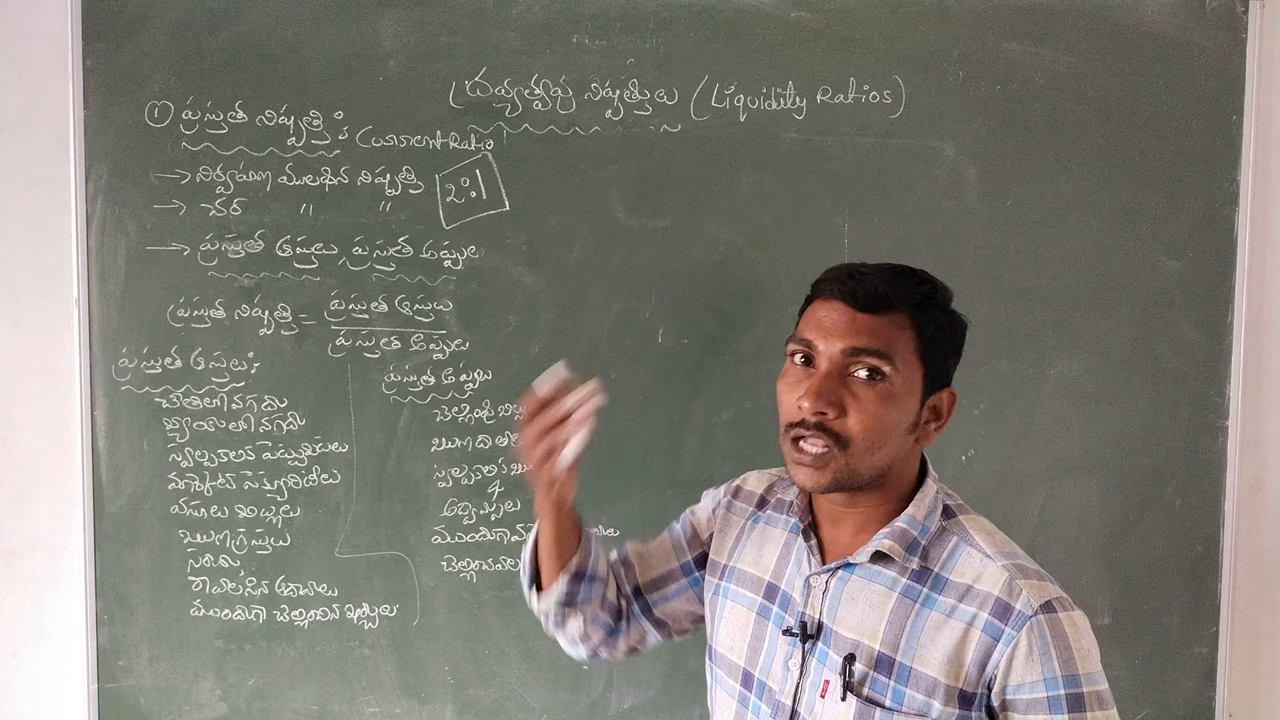 ద్రవ్యత్వపు నిష్పత్తులు (Liquidity Ratios)
① ప్రస్తుత నిష్పత్తి : (Current Ratio)
→ నిర్వహణ మూలధన నిష్పత్తి
2:1
→ చర " "
→ ప్రస్తుత ఆస్తులు, ప్రస్తుత అప్పుల
ప్రస్తుత నిష్పత్తి = ప్రస్తుత ఆస్తులు
ప్రస్తుత అప్పులు
ప్రస్తుత ఆస్తులు :
చేతిలో నగదు
బ్యాంకులో నగదు
స్వల్పకాలిక పెట్టుబడులు
మార్కెట్ సెక్యూరిటీలు
వసూలు బిల్లులు
ఋణగ్రస్తులు
సరుకు
రావలసిన ఆదాయాలు
ముందుగా చెల్లించిన ఖర్చులు
ప్రస్తుత అప్పులు
చెల్లింపు బిల్లు
ఋణదాతల
స్వల్పకాలిక
అడ్వాన్సులు
ముందుగా